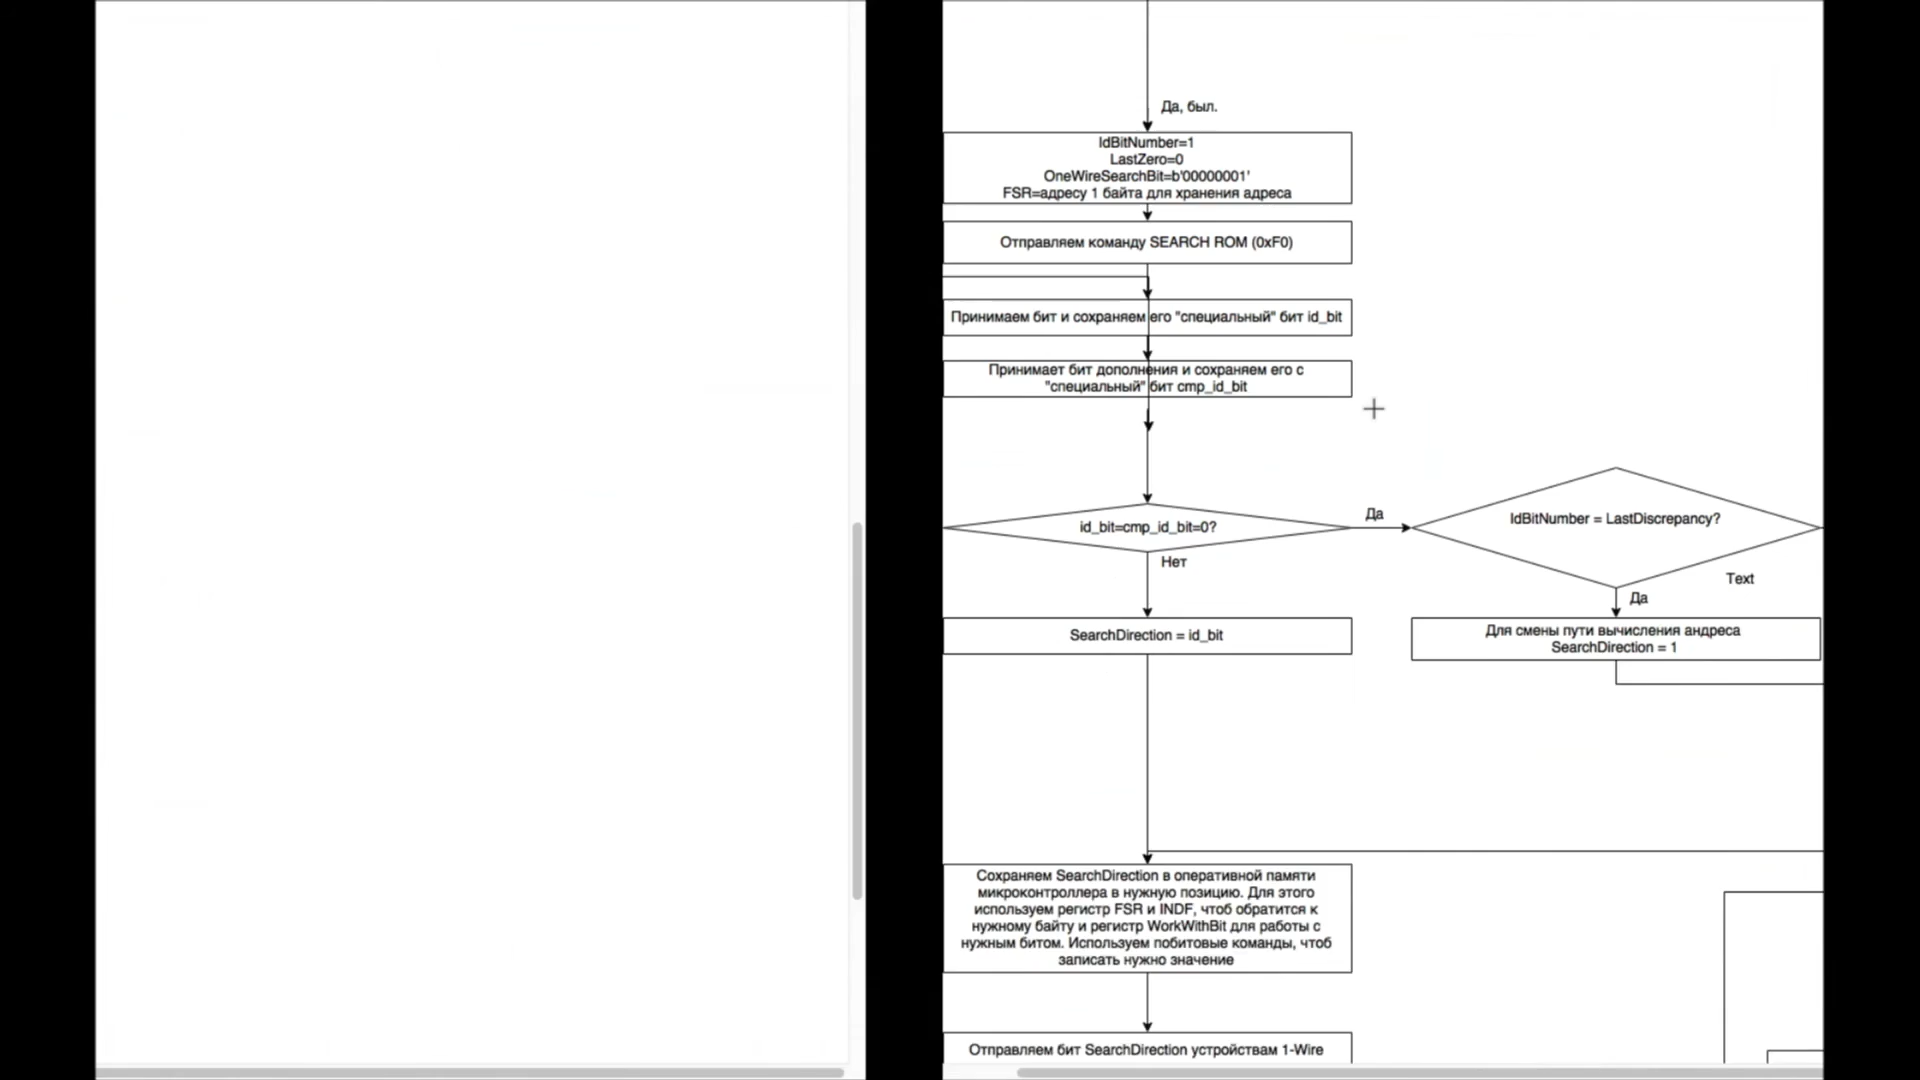 Да, был.
IdBitNumber=1
LastZero=0
OneWireSearchBit=b'00000001'
FSR=адресу 1 байта для хранения адреса
Отправляем команду SEARCH ROM (0xF0)
Принимаем бит и сохраняем его "специальный" бит id_bit
Принимает бит дополнения и сохраняем его с
"специальный" бит cmp_id_bit
id_bit=cmp_id_bit=0?
Да
IdBitNumber = LastDiscrepancy?
Нет
Text
Да
SearchDirection = id_bit
Для смены пути вычисления андреса
SearchDirection = 1
Сохраняем SearchDirection в оперативной памяти
микроконтроллера в нужную позицию. Для этого
используем регистр FSR и INDF, чтоб обратится к
нужному байту и регистр WorkWithBit для работы с
нужным битом. Используем побитовые команды, чтоб
записать нужно значение
Отправляем бит SearchDirection устройствам 1-Wire